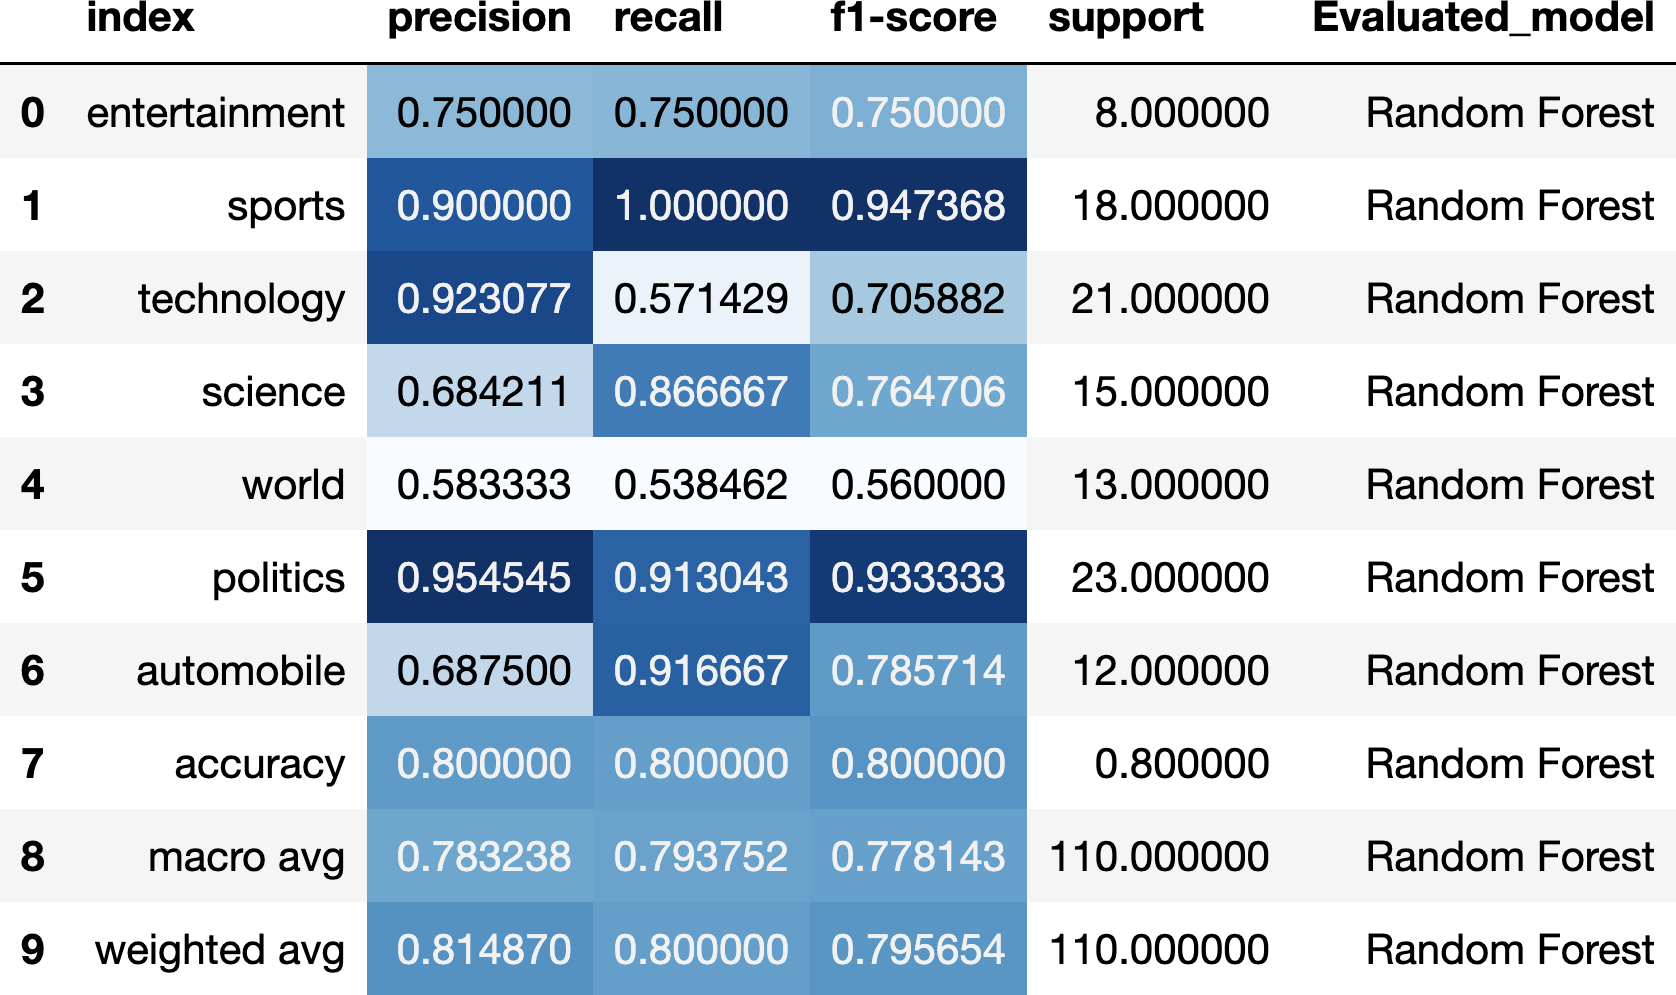 index precision recall f1-score support Evaluated_model
0 entertainment 0.750000 0.750000 0.750000 8.000000 Random Forest
1 sports 0.900000 1.000000 0.947368 18.000000 Random Forest
2 technology 0.923077 0.571429 0.705882 21.000000 Random Forest
3 science 0.684211 0.866667 0.764706 15.000000 Random Forest
4 world 0.583333 0.538462 0.560000 13.000000 Random Forest
5 politics 0.954545 0.913043 0.933333 23.000000 Random Forest
6 automobile 0.687500 0.916667 0.785714 12.000000 Random Forest
7 accuracy 0.800000 0.800000 0.800000 0.800000 Random Forest
8 macro avg 0.783238 0.793752 0.778143 110.000000 Random Forest
9 weighted avg 0.814870 0.800000 0.795654 110.000000 Random Forest